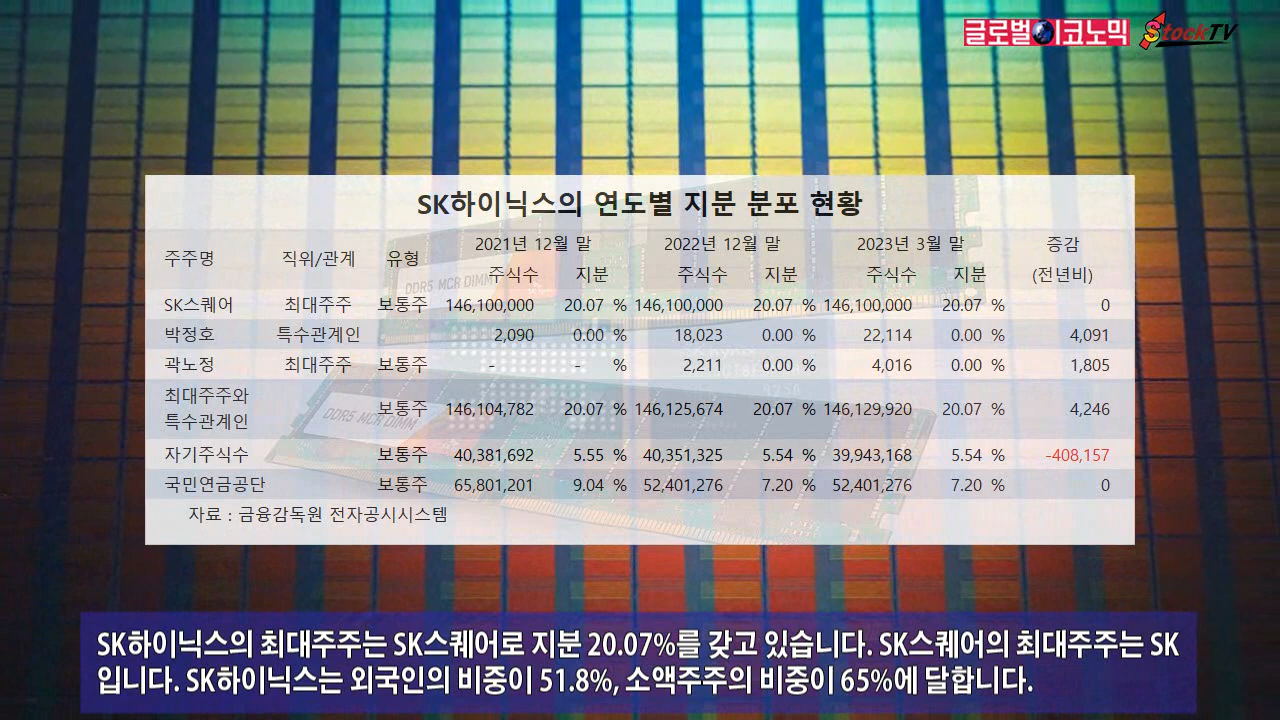 글로벌이코노믹 StockTV
SK하이닉스의 연도별 지분 분포 현황
2021년 12월 말 2022년 12월 말 2023년 3월 말 증감
주주명 직위/관계 유형
주식수 지분 주식수 지분 주식수 지분 (전년비)
SK스퀘어 최대주주 보통주 146,100,000 20.07 % 146,100,000 20.07 % 146,100,000 20.07 % 0
박정호 특수관계인 2,090 0.00 % 18,023 0.00 % 22,114 0.00 % 4,091
곽노정 최대주주 보통주 - - % 2,211 0.00 % 4,016 0.00 % 1,805
최대주주와
특수관계인 보통주 146,104,782 20.07 % 146,125,674 20.07 % 146,129,920 20.07 % 4,246
자기주식수 보통주 40,381,692 5.55 % 40,351,325 5.54 % 39,943,168 5.54 % -408,157
국민연금공단 보통주 65,801,201 9.04 % 52,401,276 7.20 % 52,401,276 7.20 % 0
자료 : 금융감독원 전자공시시스템
DDR5 MCR DIMM
DDR5 MCR DIMM
SK하이닉스의 최대주주는 SK스퀘어로 지분 20.07%를 갖고 있습니다. SK스퀘어의 최대주주는 SK
입니다. SK하이닉스는 외국인의 비중이 51.8%, 소액주주의 비중이 65%에 달합니다.